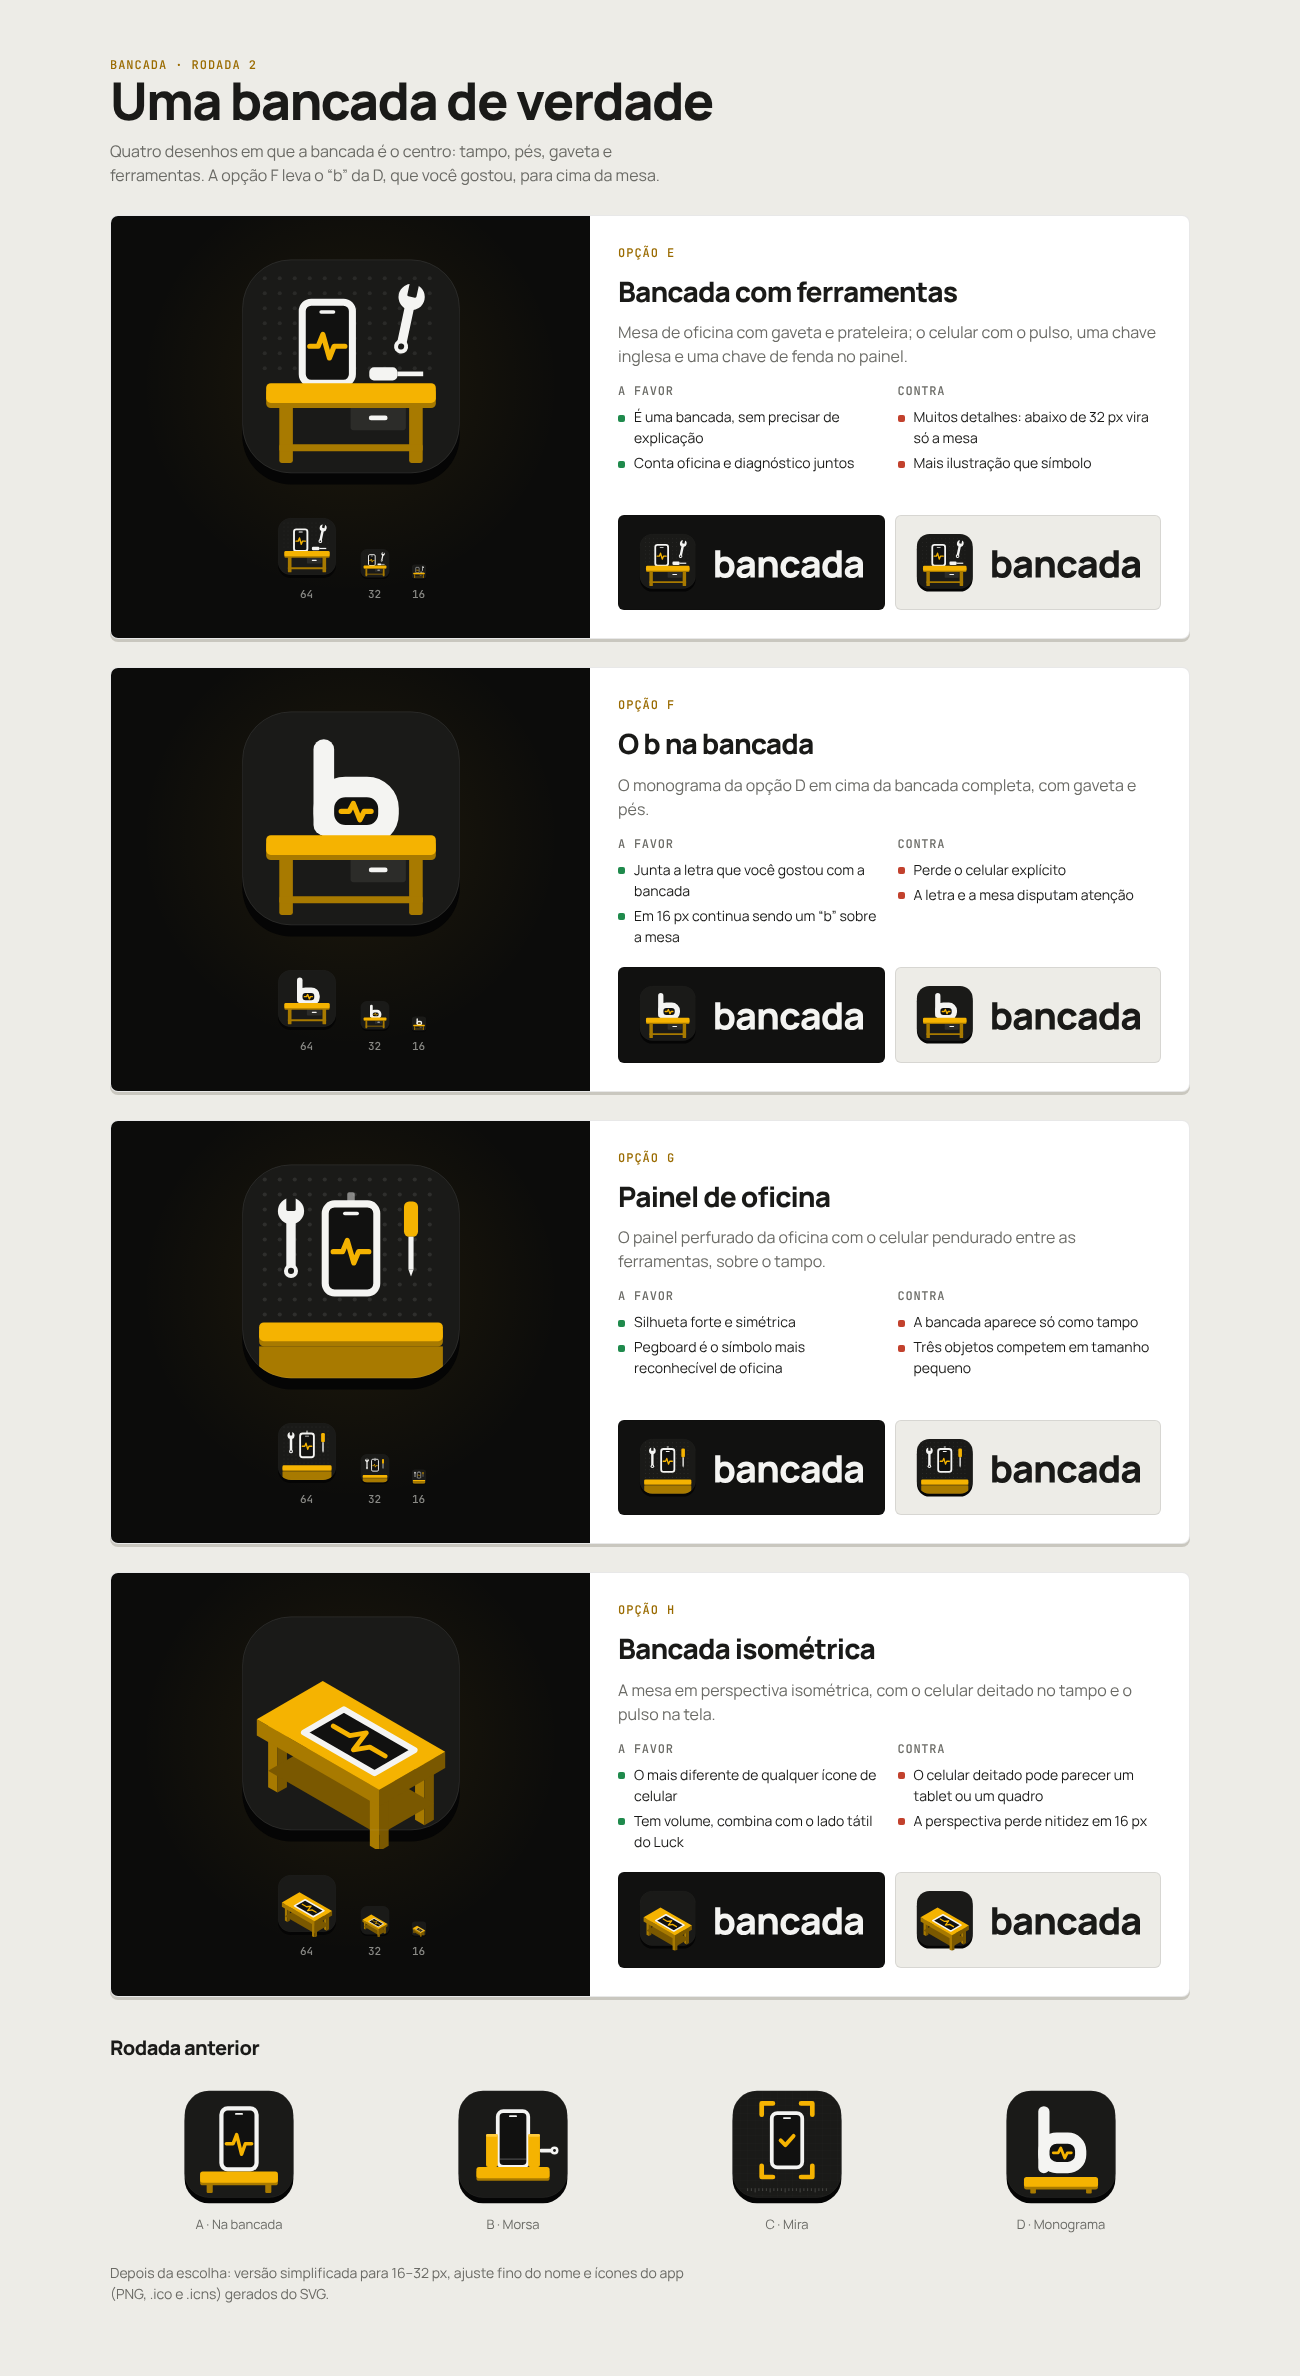 BANCADA · RODADA 2
Uma bancada de verdade
Quatro desenhos em que a bancada é o centro: tampo, pés, gaveta e
ferramentas. A opção F leva o “b” da D, que você gostou, para cima da mesa.
OPÇÃO E
Bancada com ferramentas
Mesa de oficina com gaveta e prateleira; o celular com o pulso, uma chave
inglesa e uma chave de fenda no painel.
A FAVOR
É uma bancada, sem precisar de
explicação
Conta oficina e diagnóstico juntos
CONTRA
Muitos detalhes: abaixo de 32 px vira
só a mesa
Mais ilustração que símbolo
64 32 16
bancada bancada
OPÇÃO F
O b na bancada
O monograma da opção D em cima da bancada completa, com gaveta e
pés.
A FAVOR
Junta a letra que você gostou com a
bancada
Em 16 px continua sendo um “b” sobre
a mesa
CONTRA
Perde o celular explícito
A letra e a mesa disputam atenção
b
64 32 16
bancada bancada
OPÇÃO G
Painel de oficina
O painel perfurado da oficina com o celular pendurado entre as
ferramentas, sobre o tampo.
A FAVOR
Silhueta forte e simétrica
Pegboard é o símbolo mais
reconhecível de oficina
CONTRA
A bancada aparece só como tampo
Três objetos competem em tamanho
pequeno
64 32 16
bancada bancada
OPÇÃO H
Bancada isométrica
A mesa em perspectiva isométrica, com o celular deitado no tampo e o
pulso na tela.
A FAVOR
O mais diferente de qualquer ícone de
celular
Tem volume, combina com o lado tátil
do Luck
CONTRA
O celular deitado pode parecer um
tablet ou um quadro
A perspectiva perde nitidez em 16 px
64 32 16
bancada bancada
Rodada anterior
b
A · Na bancada
B · Morsa
C · Mira
D · Monograma
Depois da escolha: versão simplificada para 16–32 px, ajuste fino do nome e ícones do app
(PNG, .ico e .icns) gerados do SVG.